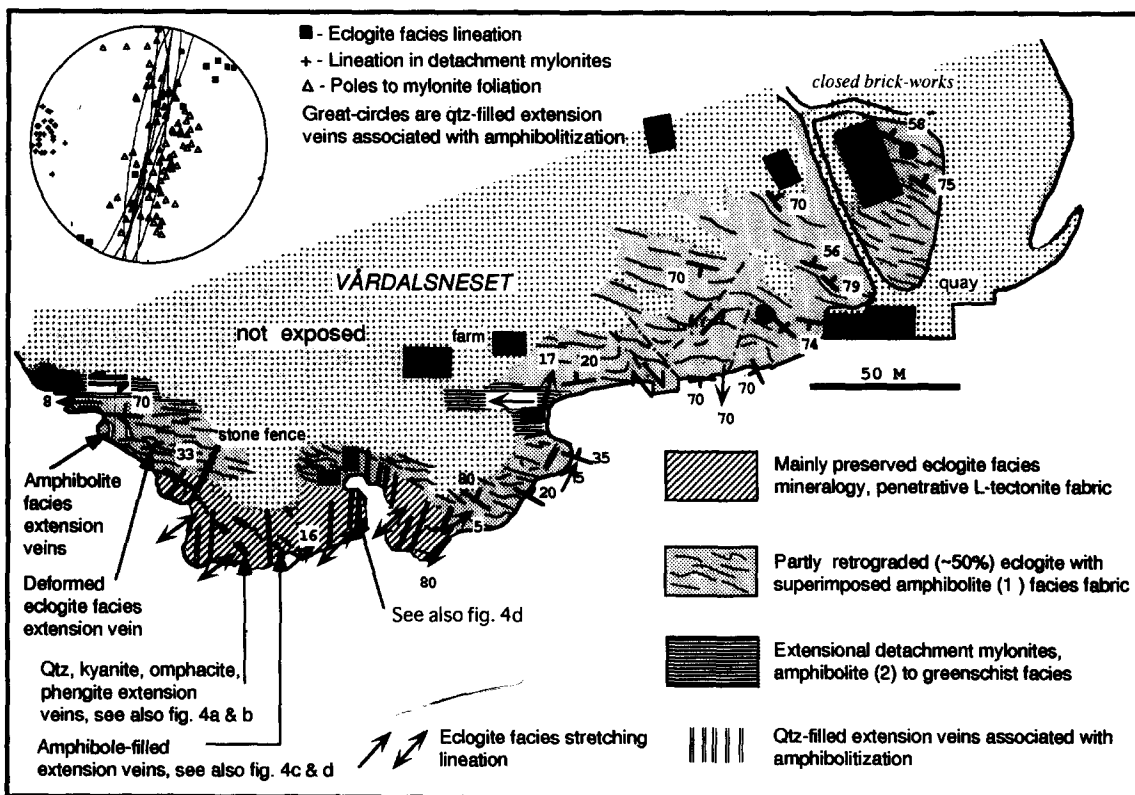 ■ - Eclogite facies lineation
+ - Lineation in detachment mylonites
△ - Poles to mylonite foliation
Great-circles are qtz-filled extension
veins associated with amphibolitization
closed brick-works
58
75
70
56
79
70
quay
VÅRDALSNESET
not exposed
farm
17
20
74
50 M
70
70
70
8
70
stone fence
33
35
80
5
20
5
16
80
Amphibolite
facies
extension
veins
Deformed
eclogite facies
extension vein
See also fig. 4d
Qtz, kyanite, omphacite,
phengite extension
veins, see also fig. 4a & b
Amphibole-filled
extension veins, see also fig. 4c & d
Eclogite facies stretching
lineation
Mainly preserved eclogite facies
mineralogy, penetrative L-tectonite fabric
Partly retrograded (~50%) eclogite with
superimposed amphibolite (1) facies fabric
Extensional detachment mylonites,
amphibolite (2) to greenschist facies
Qtz-filled extension veins associated with
amphibolitization